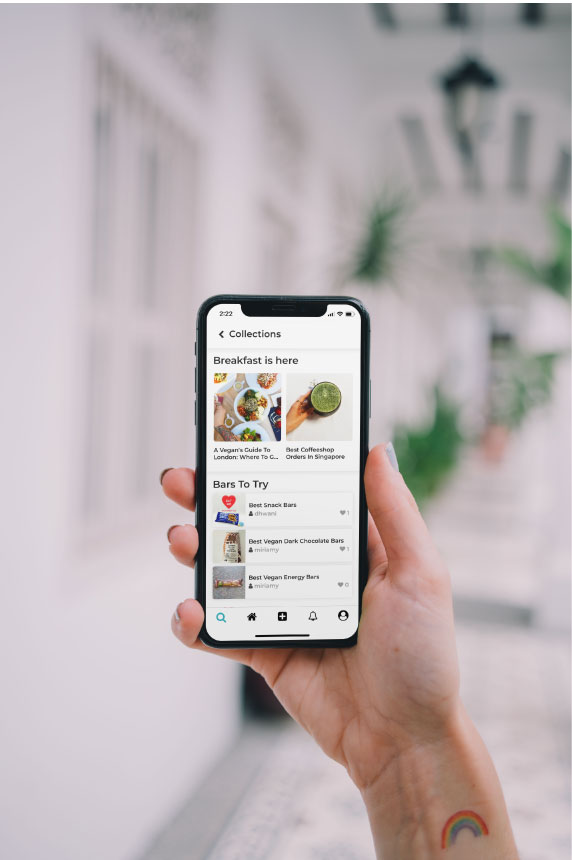 2:22
Collections
Breakfast is here
A Vegan's Guide To
London: Where To G...
Best Coffeeshop
Orders In Singapore
Bars To Try
Best Snack Bars
dhwani
1
Best Vegan Dark Chocolate Bars
miriamy
1
Best Vegan Energy Bars
miriamy
0